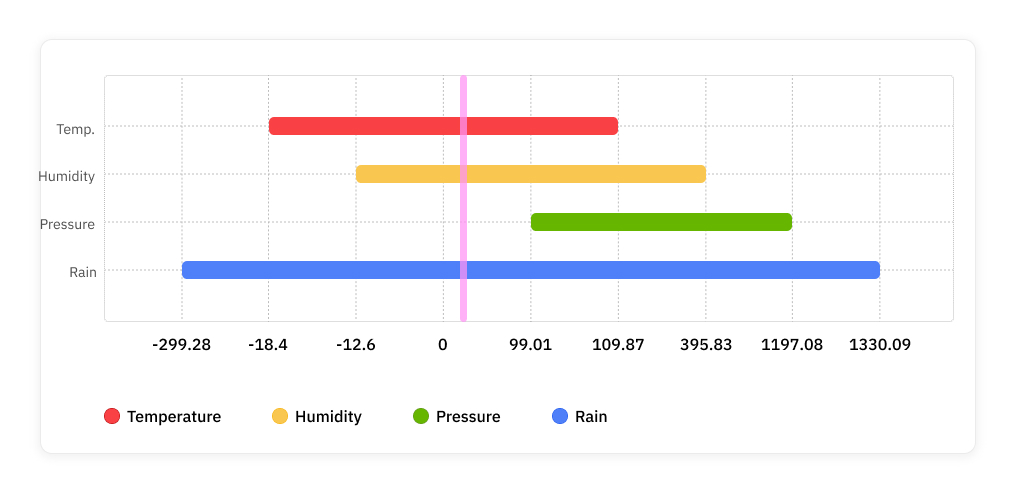 Temp.
Humidity
Pressure
Rain
-299.28 -18.4 -12.6 0 99.01 109.87 395.83 1197.08 1330.09
Temperature Humidity Pressure Rain